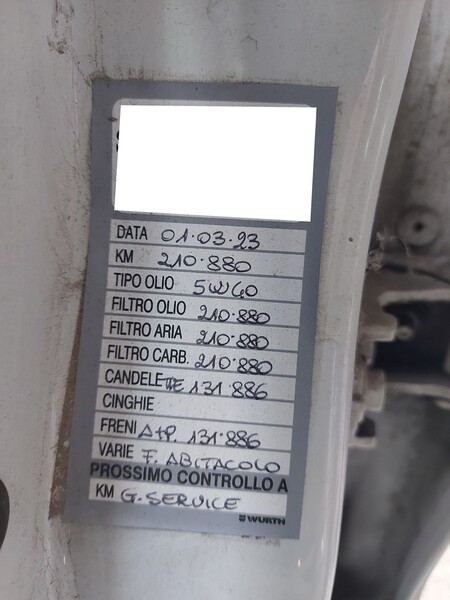 DATA 01.03.23
KM 210.880
TIPO OLIO 5W40
FILTRO OLIO 210.880
FILTRO ARIA 210.880
FILTRO CARB. 210.880
CANDELE 131.886
CINGHIE
FRENI A+P. 131.886
VARIE F. ABITACOLO
PROSSIMO CONTROLLO A
KM G. SERVICE
WÜRTH